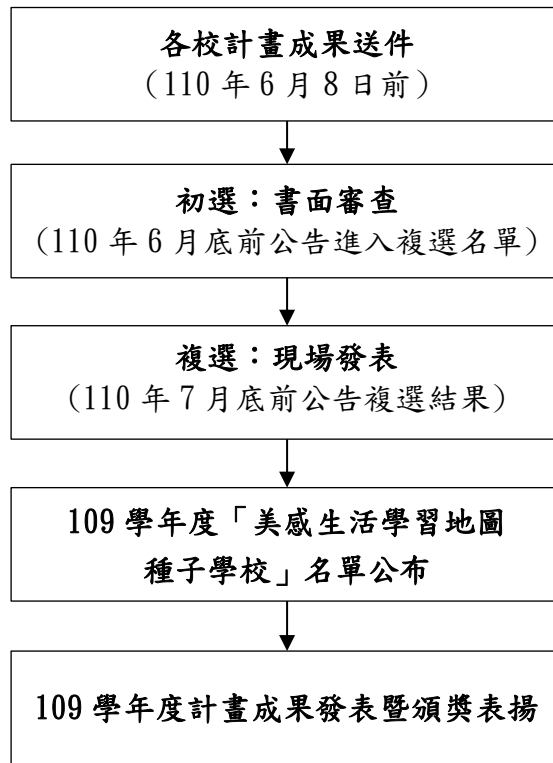 各校計畫成果送件
（110 年 6 月 8 日前）
初選：書面審查
（110 年 6 月底前公告進入複選名單）
複選：現場發表
（110 年 7 月底前公告複選結果）
109 學年度「美感生活學習地圖
種子學校」名單公布
109 學年度計畫成果發表暨頒獎表揚